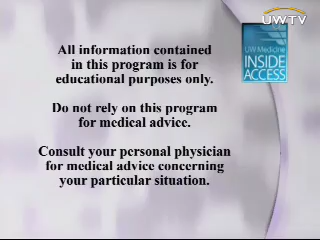 UWTV
UW Medicine
INSIDE
ACCESS
All information contained
in this program is for
educational purposes only.
Do not rely on this program
for medical advice.
Consult your personal physician
for medical advice concerning
your particular situation.